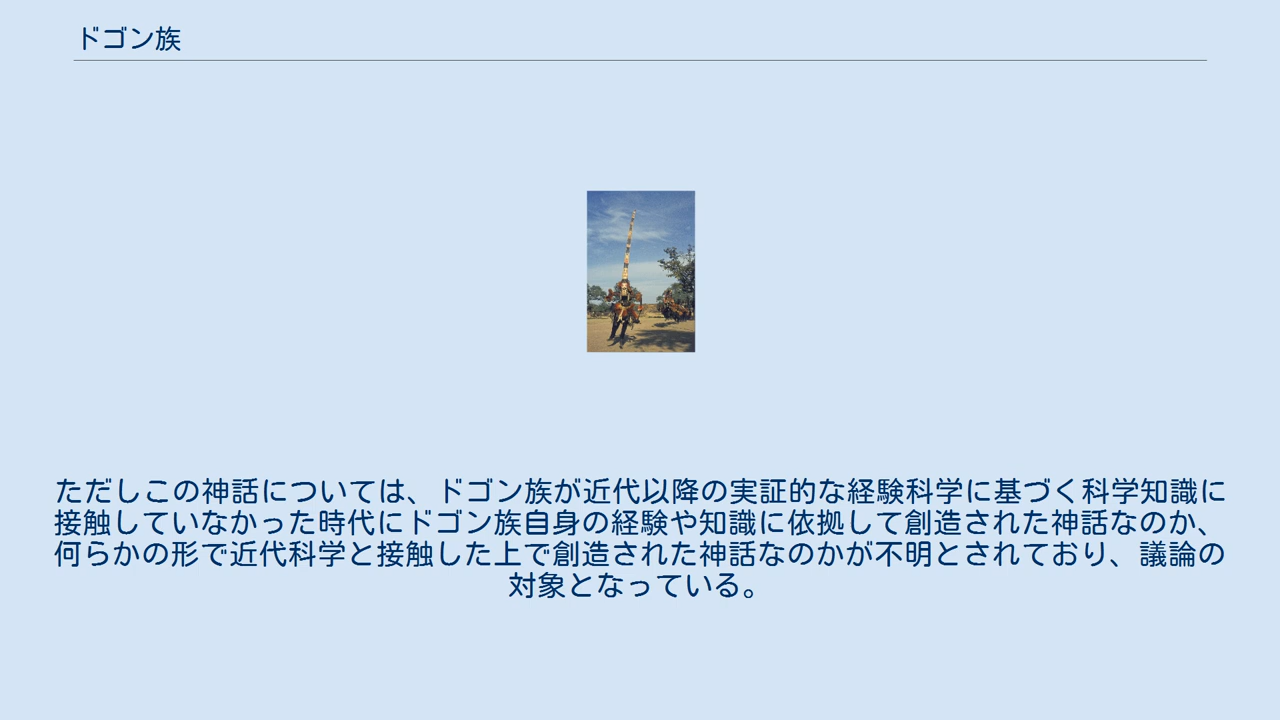 ドゴン族
ただしこの神話については、ドゴン族が近代以降の実証的な経験科学に基づく科学知識に
接触していなかった時代にドゴン族自身の経験や知識に依拠して創造された神話なのか、
何らかの形で近代科学と接触した上で創造された神話なのかが不明とされており、議論の
対象となっている。